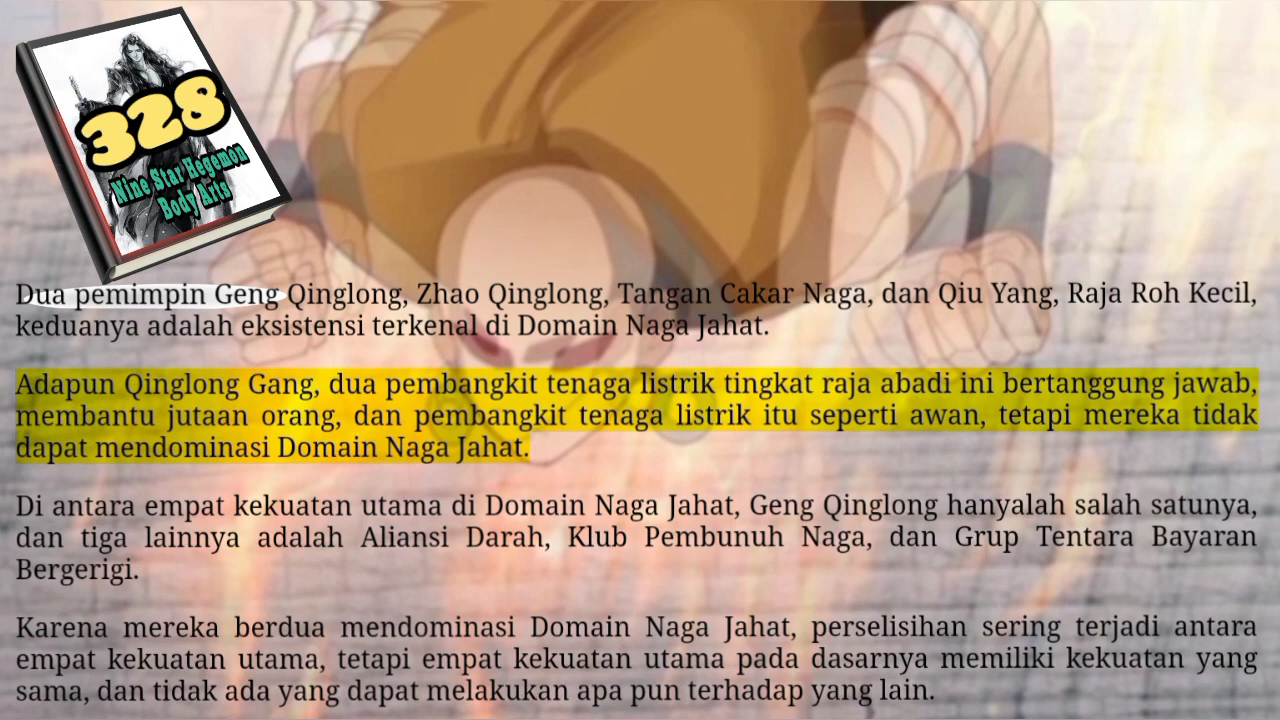 328
Nine Star Hegemon
Body Arts
Dua pemimpin Geng Qinglong, Zhao Qinglong, Tangan Cakar Naga, dan Qiu Yang, Raja Roh Kecil,
keduanya adalah eksistensi terkenal di Domain Naga Jahat.
Adapun Qinglong Gang, dua pembangkit tenaga listrik tingkat raja abadi ini bertanggung jawab,
membantu jutaan orang, dan pembangkit tenaga listrik itu seperti awan, tetapi mereka tidak
dapat mendominasi Domain Naga Jahat.
Di antara empat kekuatan utama di Domain Naga Jahat, Geng Qinglong hanyalah salah satunya,
dan tiga lainnya adalah Aliansi Darah, Klub Pembunuh Naga, dan Grup Tentara Bayaran
Bergerigi.
Karena mereka berdua mendominasi Domain Naga Jahat, perselisihan sering terjadi antara
empat kekuatan utama, tetapi empat kekuatan utama pada dasarnya memiliki kekuatan yang
sama, dan tidak ada yang dapat melakukan apa pun terhadap yang lain.